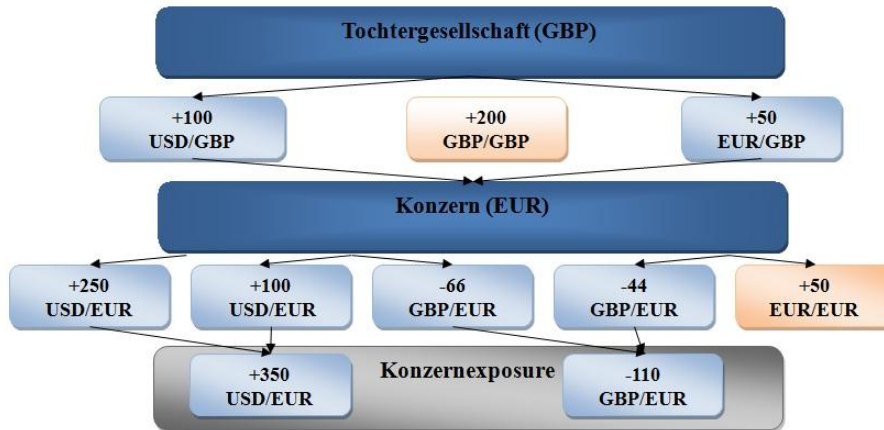 Tochtergesellschaft (GBP)
+100
USD/GBP
+200
GBP/GBP
+50
EUR/GBP
Konzern (EUR)
+250
USD/EUR
+100
USD/EUR
-66
GBP/EUR
-44
GBP/EUR
+50
EUR/EUR
Konzernexposure
+350
USD/EUR
-110
GBP/EUR